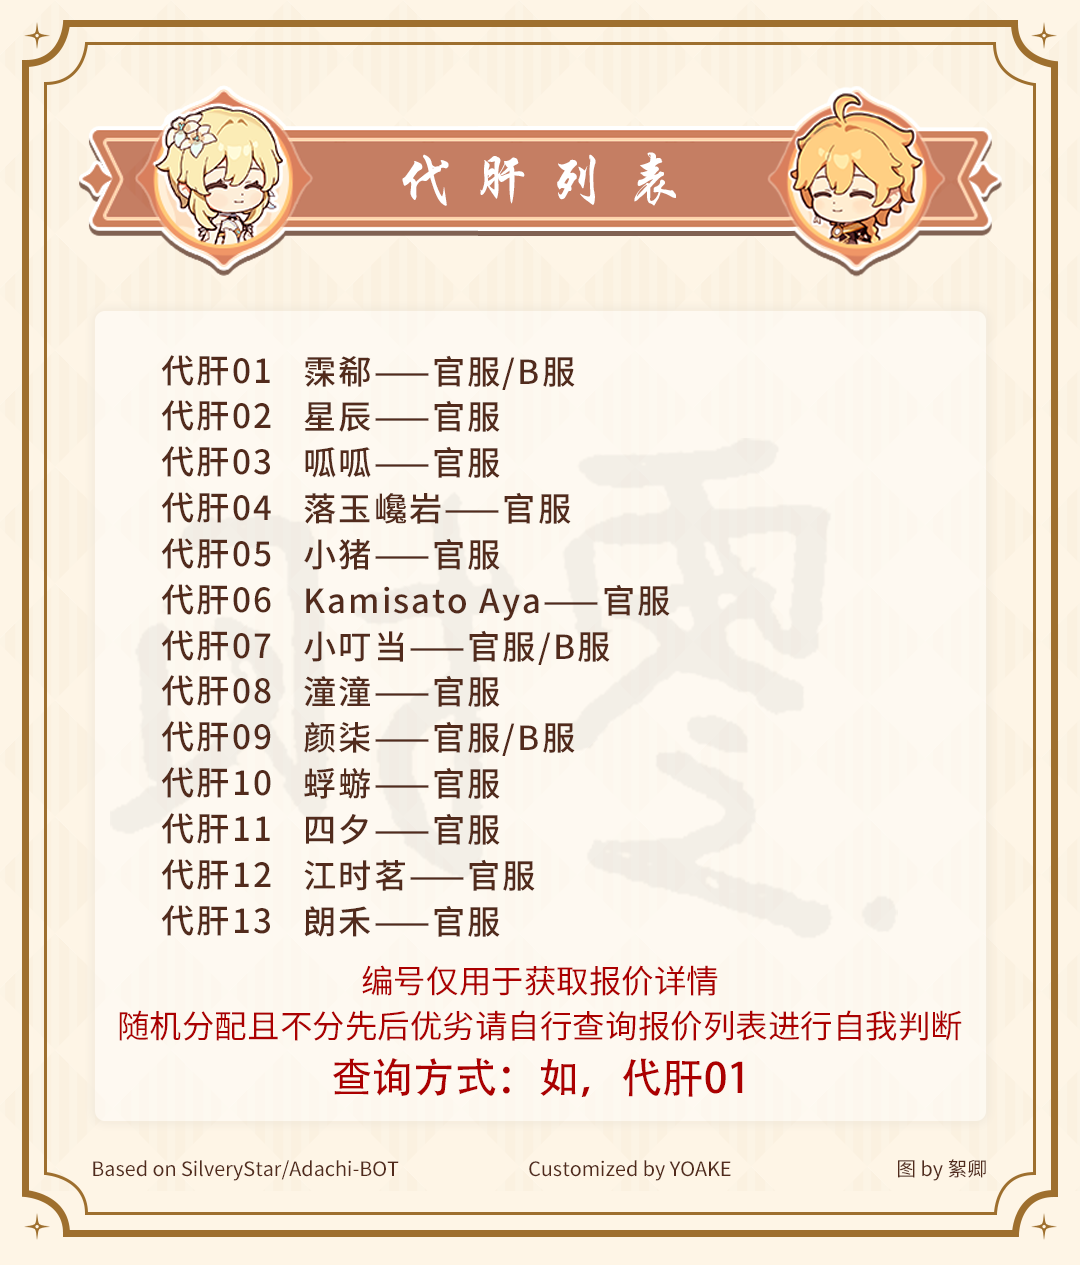 代肝列表
代肝01 霂郗——官服/B服
代肝02 星辰——官服
代肝03 呱呱——官服
代肝04 落玉巉岩——官服
代肝05 小猪——官服
代肝06 Kamisato Aya——官服
代肝07 小叮当——官服/B服
代肝08 潼潼——官服
代肝09 颜柒——官服/B服
代肝10 蜉蝣——官服
代肝11 四夕——官服
代肝12 江时茗——官服
代肝13 朗禾——官服
编号仅用于获取报价详情
随机分配且不分先后优劣请自行查询报价列表进行自我判断
查询方式：如，代肝01
Based on SilveryStar/Adachi-BOT
Customized by YOAKE
图 by 絮卿